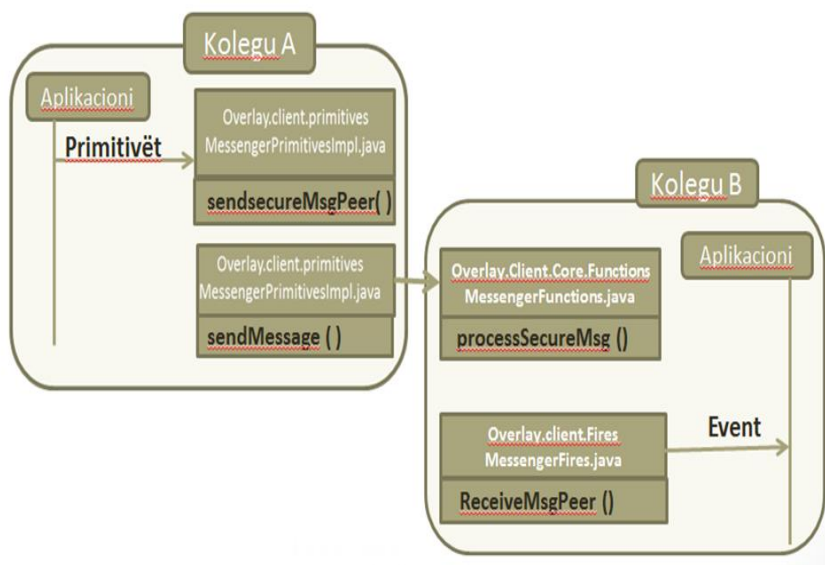 Kolegu A
Aplikacioni
Primitivët
Overlay.client.primitives
MessengerPrimitivesImpl.java
sendsecureMsgPeer( )
Overlay.client.primitives
MessengerPrimitivesImpl.java
sendMessage ( )
Kolegu B
Aplikacioni
Overlay.Client.Core.Functions
MessengerFunctions.java
processSecureMsg ()
Overlay.client.Fires
MessengerFires.java
ReceiveMsgPeer ()
Event